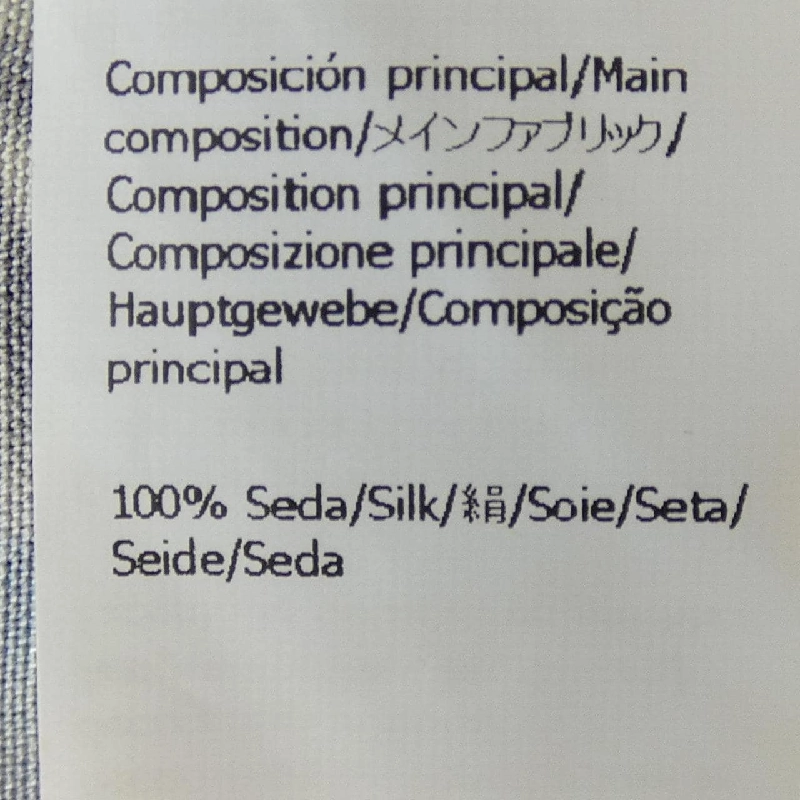 Composición principal/Main
composition/メインファブリック/
Composition principal/
Composizione principale/
Hauptgewebe/Composição
principal
100% Seda/Silk/絹/Soie/Seta/
Seide/Seda